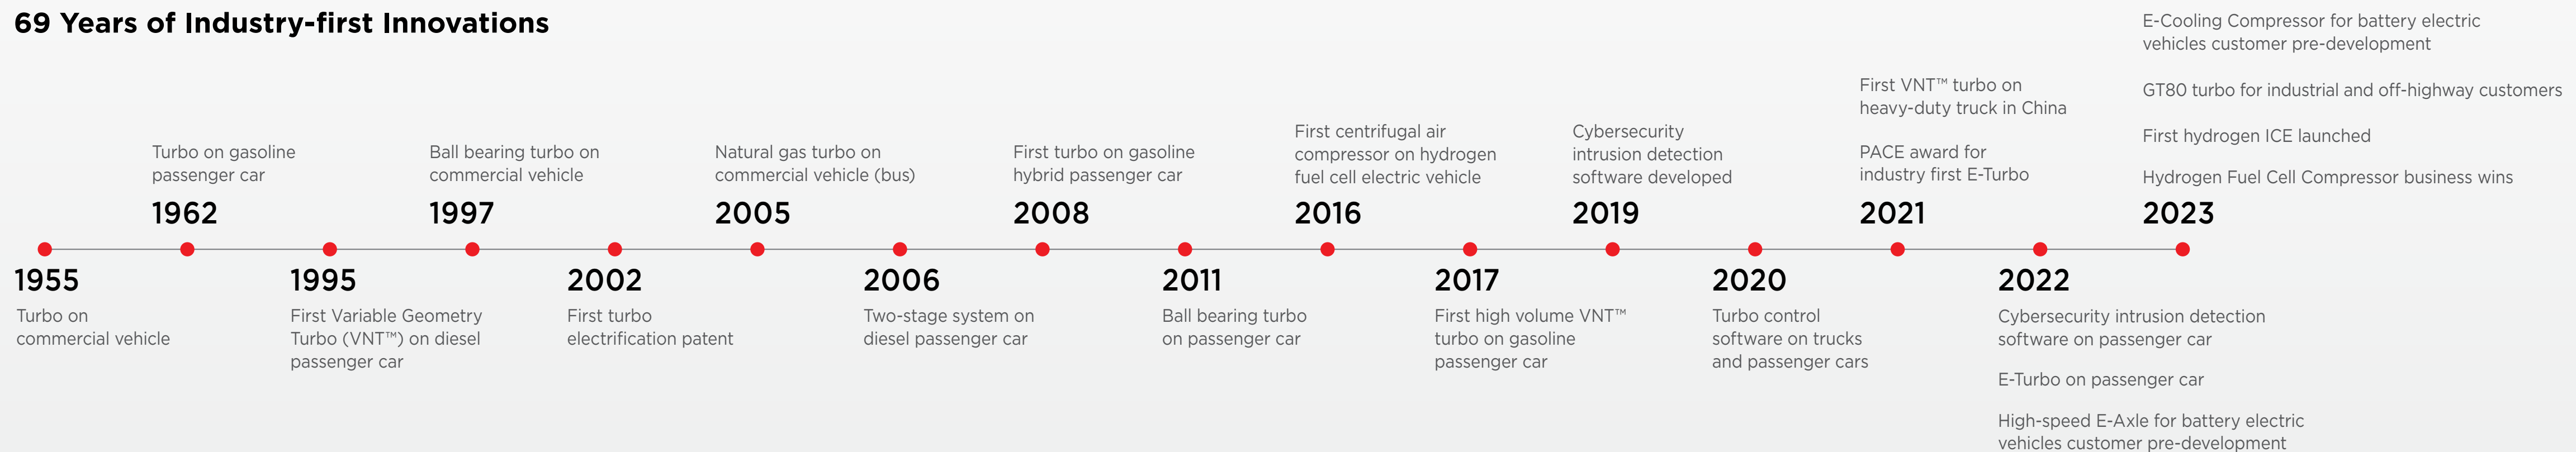 69 Years of Industry-first Innovations
1955
Turbo on
commercial vehicle
Turbo on gasoline
passenger car
1962
1995
First Variable Geometry
Turbo (VNT™) on diesel
passenger car
Ball bearing turbo on
commercial vehicle
1997
2002
First turbo
electrification patent
Natural gas turbo on
commercial vehicle (bus)
2005
2006
Two-stage system on
diesel passenger car
First turbo on gasoline
hybrid passenger car
2008
2011
Ball bearing turbo
on passenger car
First centrifugal air
compressor on hydrogen
fuel cell electric vehicle
2016
2017
First high volume VNT™
turbo on gasoline
passenger car
Cybersecurity
intrusion detection
software developed
2019
2020
Turbo control
software on trucks
and passenger cars
First VNT™ turbo on
heavy-duty truck in China
PACE award for
industry first E-Turbo
2021
2022
Cybersecurity intrusion detection
software on passenger car
E-Turbo on passenger car
High-speed E-Axle for battery electric
vehicles customer pre-development
E-Cooling Compressor for battery electric
vehicles customer pre-development
GT80 turbo for industrial and off-highway customers
First hydrogen ICE launched
Hydrogen Fuel Cell Compressor business wins
2023